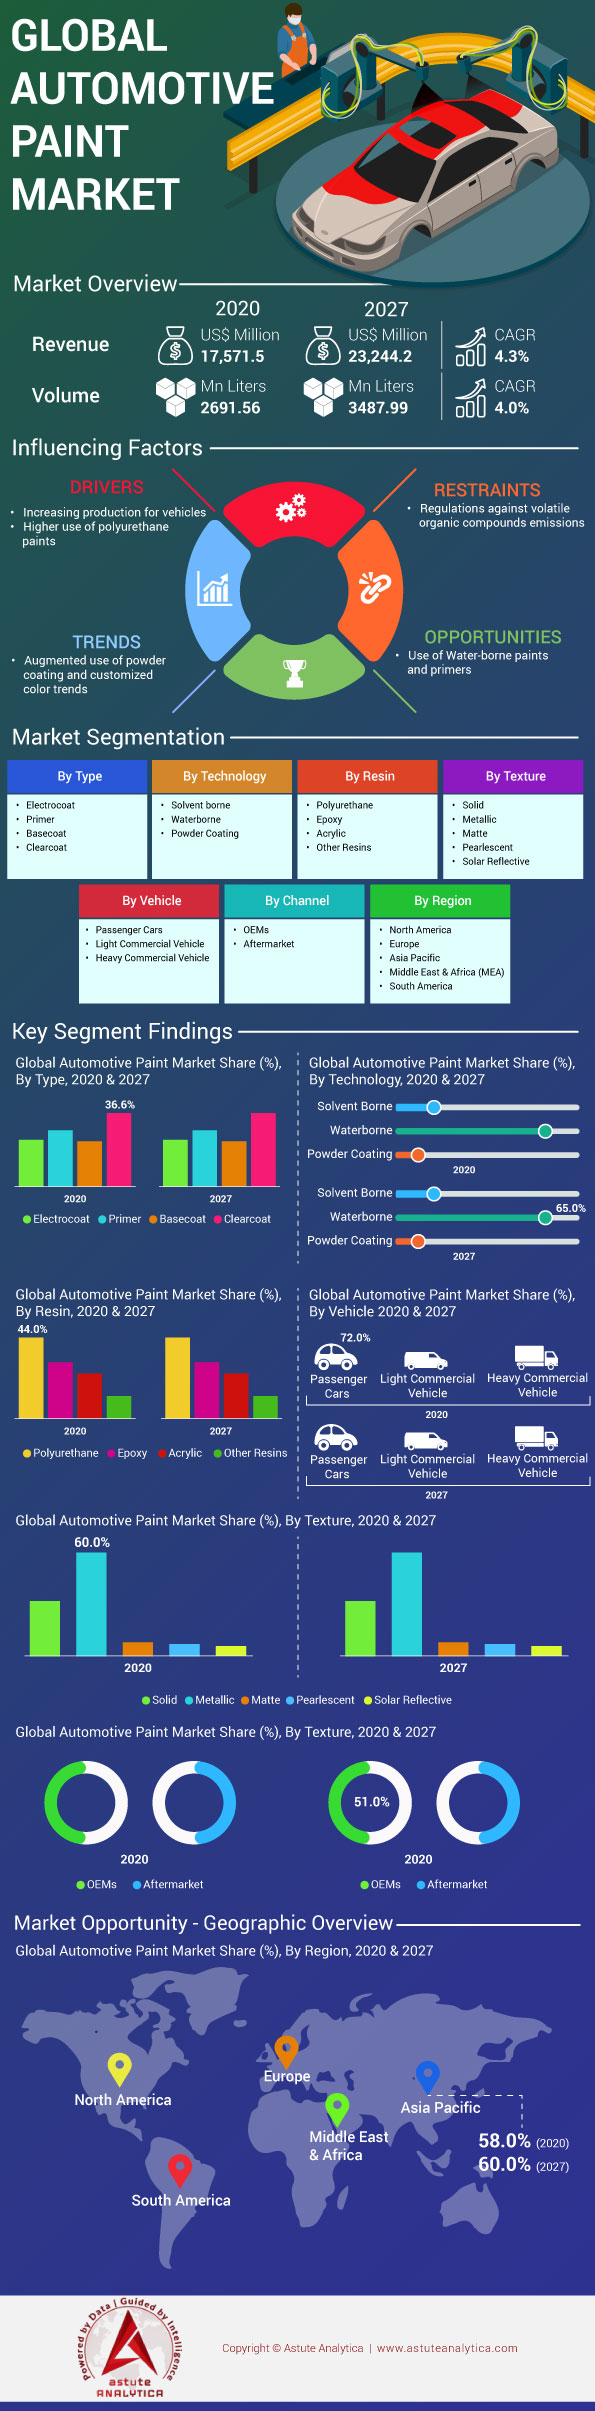 GLOBAL
AUTOMOTIVE
PAINT
MARKET
Market Overview
2020
2027
Revenue
US$ Million
17,571.5
US$ Million
23,244.2
CAGR
4.3%
Volume
Mn Liters
2691.56
Mn Liters
3487.99
CAGR
4.0%
Influencing Factors
DRIVERS
• Increasing production for vehicles
• Higher use of polyurethane
paints
RESTRAINTS
• Regulations against volatile
organic compounds emissions
TRENDS
• Augmented use of powder
coating and customized
color trends
OPPORTUNITIES
• Use of Water-borne paints
and primers
Market Segmentation
By Type
• Electrocoat
• Primer
• Basecoat
• Clearcoat
By Technology
• Solvent borne
• Waterborne
• Powder Coating
By Resin
• Polyurethane
• Epoxy
• Acrylic
• Other Resins
By Texture
• Solid
• Metallic
• Matte
• Pearlescent
• Solar Reflective
By Vehicle
• Passenger Cars
• Light Commercial Vehicle
• Heavy Commercial Vehicle
By Channel
• OEMs
• Aftermarket
By Region
• North America
• Europe
• Asia Pacific
• Middle East & Africa (MEA)
• South America
Key Segment Findings
Global Automotive Paint Market Share (%),
By Type, 2020 & 2027
36.6%
2020
2027
Electrocoat Primer Basecoat Clearcoat
Global Automotive Paint Market Share (%),
By Technology, 2020 & 2027
Solvent Borne
Waterborne
Powder Coating
2020
Solvent Borne
Waterborne
65.0%
Powder Coating
2027
Global Automotive Paint Market Share (%),
By Resin, 2020 & 2027
44.0%
2020
2027
Polyurethane Epoxy Acrylic Other Resins
Global Automotive Paint Market Share (%),
By Vehicle 2020 & 2027
72.0%
Passenger
Cars
Light Commercial
Vehicle
Heavy Commercial
Vehicle
2020
Passenger
Cars
Light Commercial
Vehicle
Heavy Commercial
Vehicle
2027
Global Automotive Paint Market Share (%), By Texture, 2020 & 2027
60.0%
2020
2027
Solid Metallic Matte Pearlescent Solar Reflective
Global Automotive Paint Market Share (%), By Texture, 2020 & 2027
51.0%
2020
2020
OEMs Aftermarket
OEMs Aftermarket
Market Opportunity - Geographic Overview
Global Automotive Paint Market Share (%), By Region, 2020 & 2027
North America
Europe
Asia Pacific
Middle East
& Africa
58.0% (2020)
60.0% (2027)
South America
Powered by Data | Guided by Intelligence
astute
ANALYTICA
Copyright © Astute Analytica | www.astuteanalytica.com